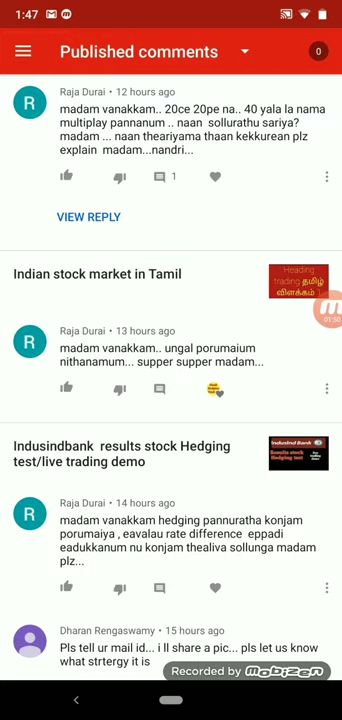 1:47
Published comments
0
Raja Durai • 12 hours ago
madam vanakkam.. 20ce 20pe na.. 40 yala la nama
multiplay pannanum .. naan  sollurathu sariya?
madam ... naan theariyama thaan kekkurean plz
explain  madam...nandri...
1
VIEW REPLY
Indian stock market in Tamil
Heading
trading தமிழ்
விளக்கம்
01:50
Raja Durai • 13 hours ago
madam vanakkam.. ungal porumaium
nithanamum... supper supper madam...
Indusindbank  results stock Hedging
test/live trading demo
IndusInd Bank
Results stock
Hedging test
Raja Durai • 14 hours ago
madam vanakkam hedging pannuratha konjam
porumaiya , eavalau rate difference  eppadi
eadukkanum nu konjam thealiva sollunga madam
plz...
Dharan Rengaswamy • 15 hours ago
Pls tell ur mail id... i ll share a pic... pls let us know
what strtergy it is
Recorded by mobizen